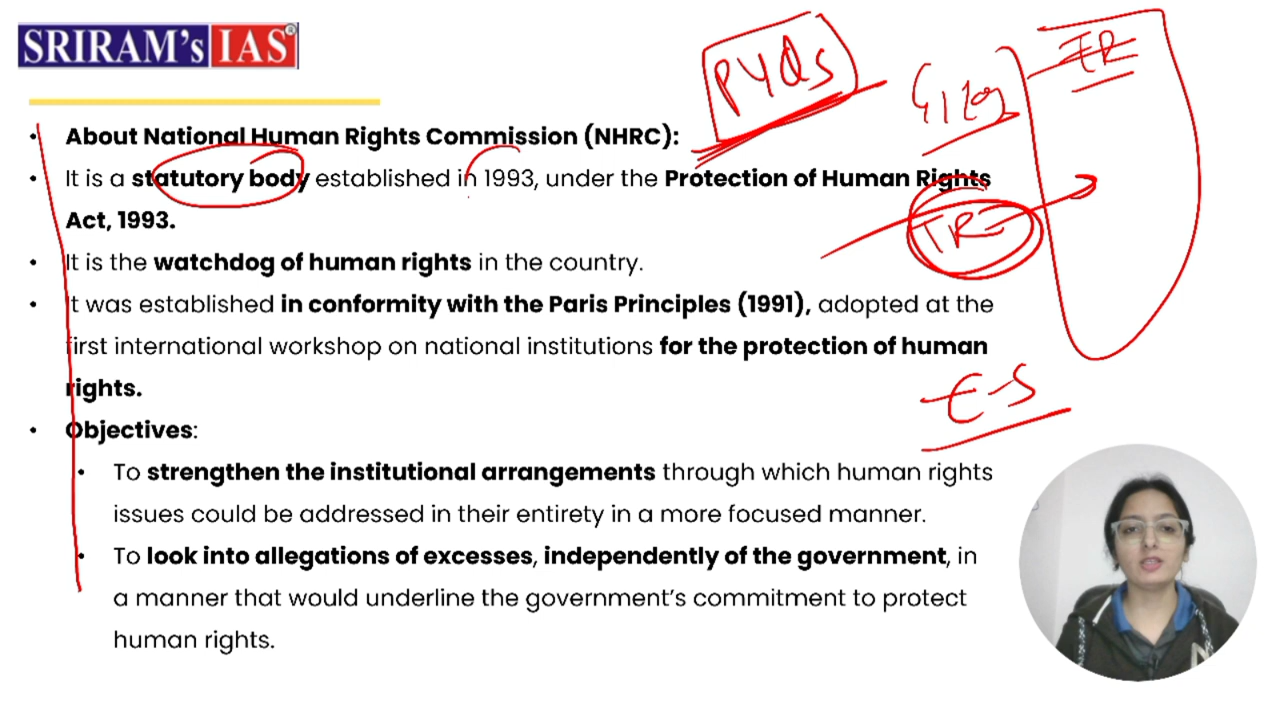 SRIRAM's IAS®
PYQs
• About National Human Rights Commission (NHRC):
• It is a statutory body established in 1993, under the Protection of Human Rights
Act, 1993.
• It is the watchdog of human rights in the country.
• It was established in conformity with the Paris Principles (1991), adopted at the
first international workshop on national institutions for the protection of human
rights.
• Objectives:
• To strengthen the institutional arrangements through which human rights
issues could be addressed in their entirety in a more focused manner.
• To look into allegations of excesses, independently of the government, in
a manner that would underline the government's commitment to protect
human rights.
IR
E-S